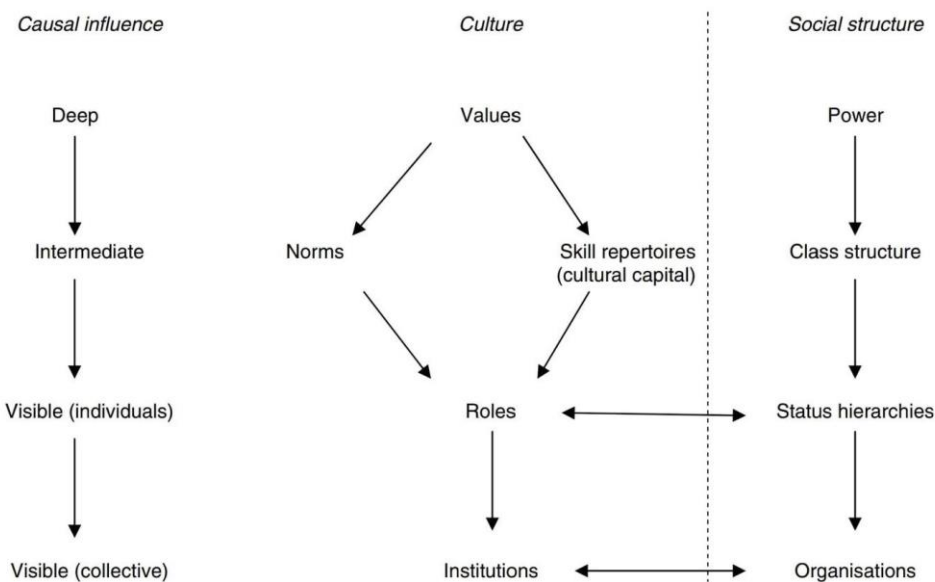 Causal influence
Culture
Social structure
Deep
Values
Power
Intermediate
Norms
Skill repertoires
(cultural capital)
Class structure
Visible (individuals)
Roles
Status hierarchies
Visible (collective)
Institutions
Organisations